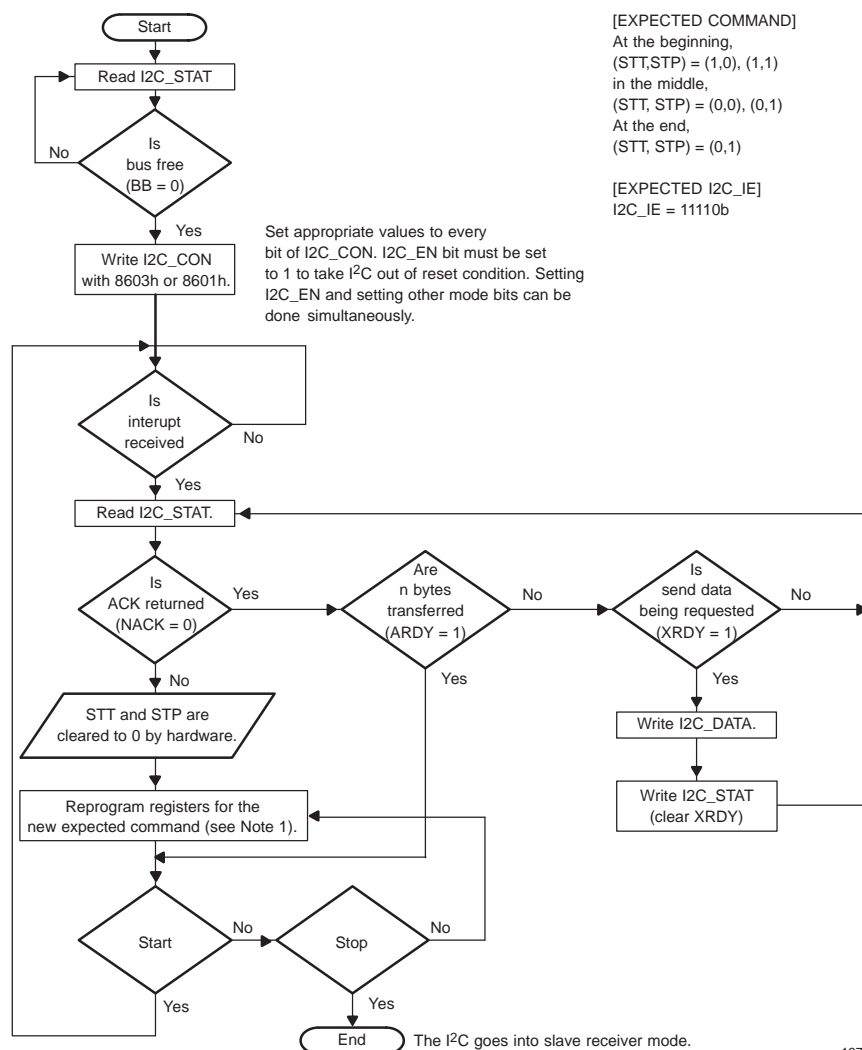 Start
Read I2C_STAT
Is
bus free
(BB = 0)
No
Yes
Write I2C_CON
with 8603h or 8601h.
[EXPECTED COMMAND]
At the beginning,
(STT,STP) = (1,0), (1,1)
in the middle,
(STT, STP) = (0,0), (0,1)
At the end,
(STT, STP) = (0,1)
[EXPECTED I2C_IE]
I2C_IE = 11110b
Set appropriate values to every
bit of I2C_CON. I2C_EN bit must be set
to 1 to take I2C out of reset condition. Setting
I2C_EN and setting other mode bits can be
done simultaneously.
Is
interupt
received
No
Yes
Read I2C_STAT.
Is
ACK returned
(NACK = 0)
Yes
No
Are
n bytes
transferred
(ARDY = 1)
No
Yes
Is
send data
being requested
(XRDY = 1)
No
Yes
STT and STP are
cleared to 0 by hardware.
Write I2C_DATA.
Write I2C_STAT
(clear XRDY)
Reprogram registers for the
new expected command (see Note 1).
Start
No
Yes
Stop
No
Yes
End
The I2C goes into slave receiver mode.